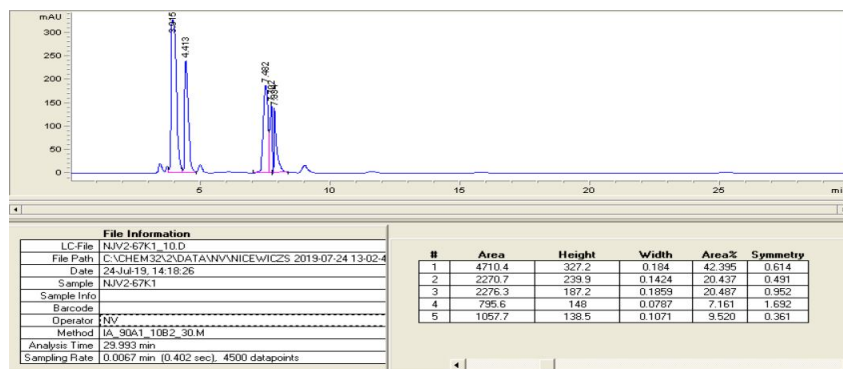 mAU
300
250
200
150
100
50
0
3.915
4.413
7.482
5
10
15
20
25
mi
File Information
LC-File NJV2-67K1_10.D
File Path C:\CHEM32\2\DATA\NV\NICEWICZS 2019-07-24 13-02-4
Date 24-Jul-19, 14:18:26
Sample NJV2-67K1
Sample Info
Barcode
Operator NV
Method IA_90A1_10B2_30.M
Analysis Time 29.993 min
Sampling Rate 0.0067 min (0.402 sec), 4500 datapoints
# Area Height Width Area% Symmetry
1 4710.4 327.2 0.184 42.395 0.614
2 2270.7 239.9 0.1424 20.437 0.491
3 2276.3 187.2 0.1859 20.487 0.952
4 795.6 148 0.0787 7.161 1.692
5 1057.7 138.5 0.1071 9.520 0.361